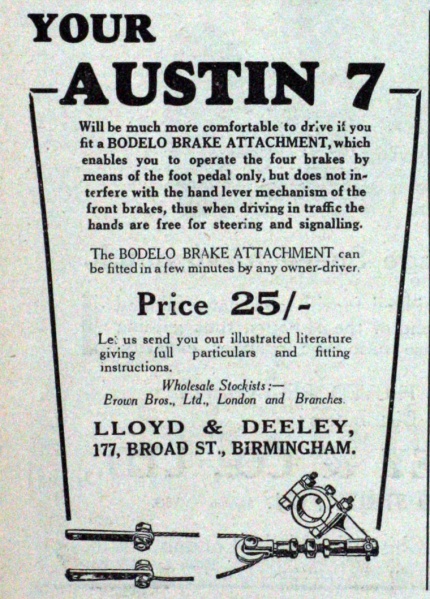 YOUR
AUSTIN 7
Will be much more comfortable to drive if you
fit a BODELO BRAKE ATTACHMENT, which
enables you to operate the four brakes by
means of the foot pedal only, but does not in-
terfere with the hand lever mechanism of the
front brakes, thus when driving in traffic the
hands are free for steering and signalling.
The BODELO BRAKE ATTACHMENT can
be fitted in a few minutes by any owner-driver.
Price 25/-
Let us send you our illustrated literature
giving full particulars and fitting
instructions.
Wholesale Stockists :—
Brown Bros., Ltd., London and Branches.
LLOYD & DEELEY,
177, BROAD ST., BIRMINGHAM.